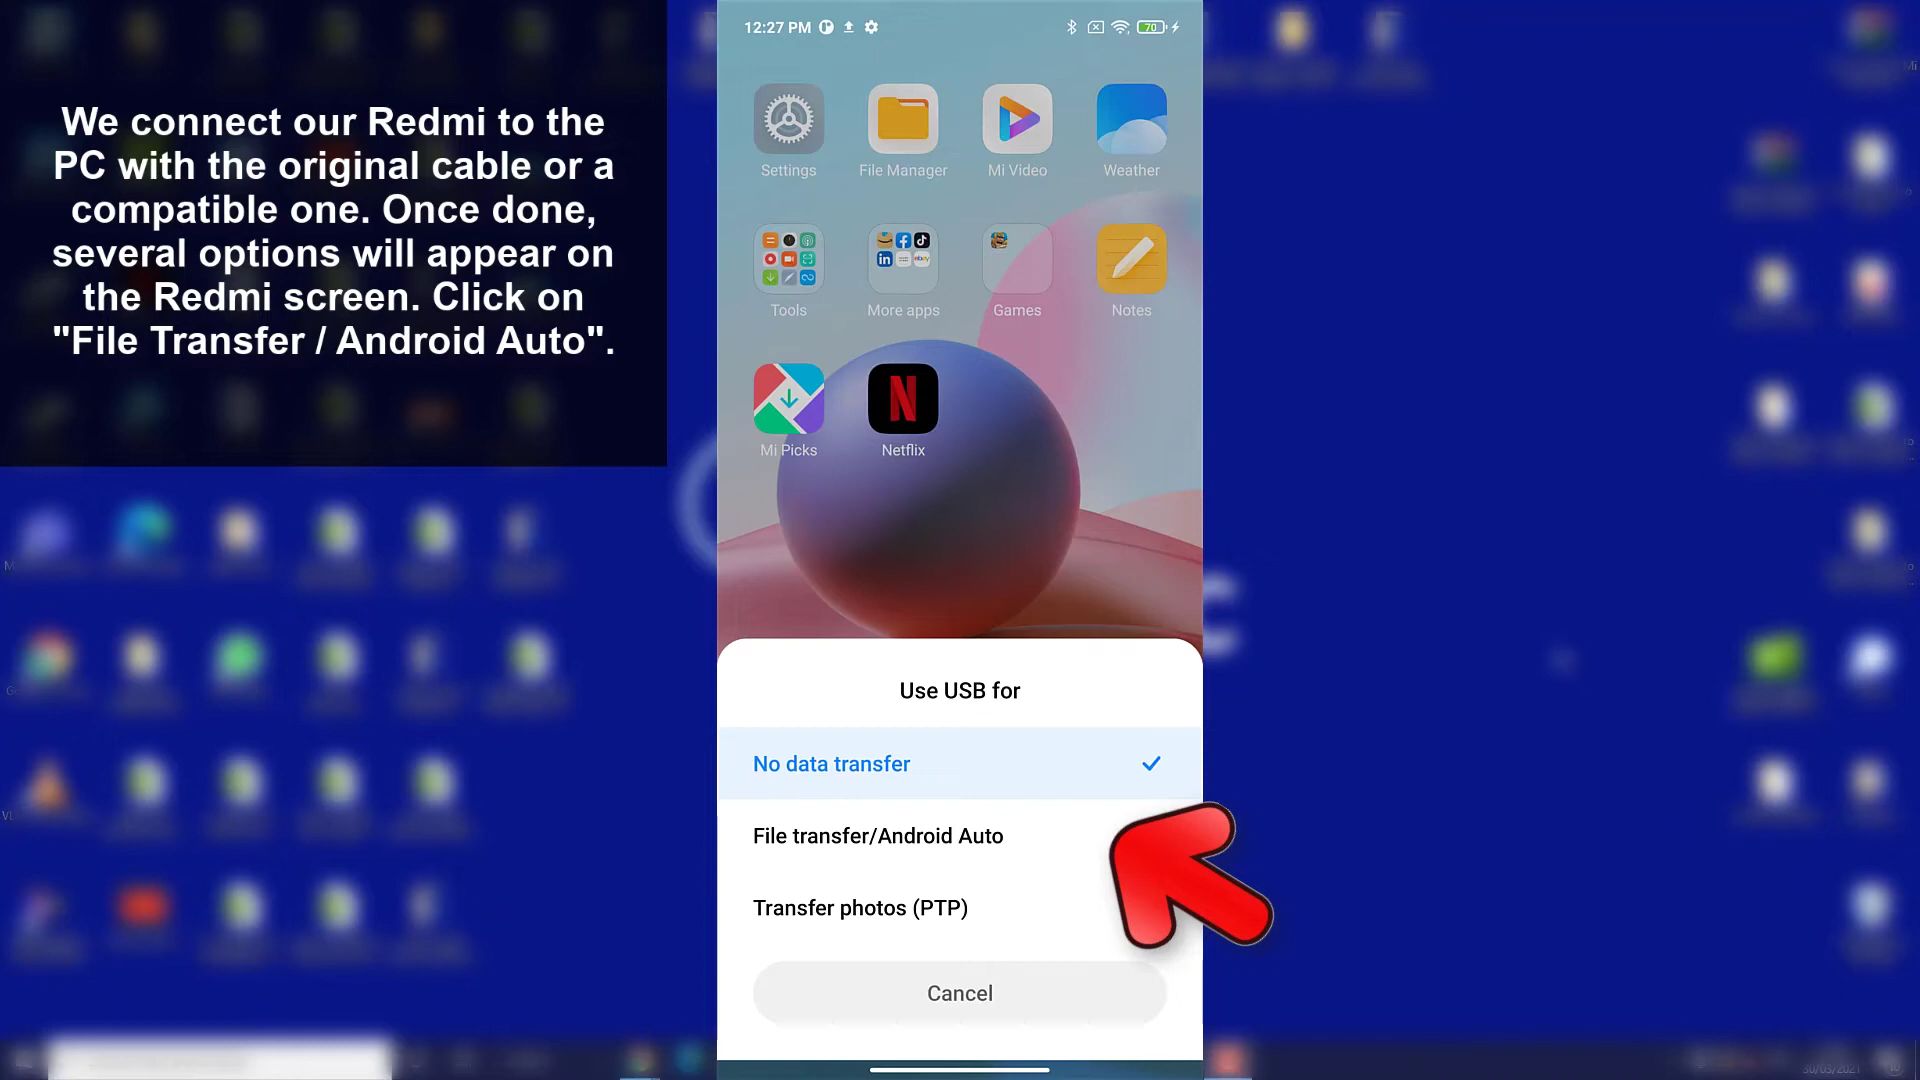 We connect our Redmi to the
PC with the original cable or a
compatible one. Once done,
several options will appear on
the Redmi screen. Click on
"File Transfer / Android Auto".
12:27 PM
70
Settings
File Manager
Mi Video
Weather
Tools
More apps
Games
Notes
Mi Picks
Netflix
Use USB for
No data transfer
File transfer/Android Auto
Transfer photos (PTP)
Cancel